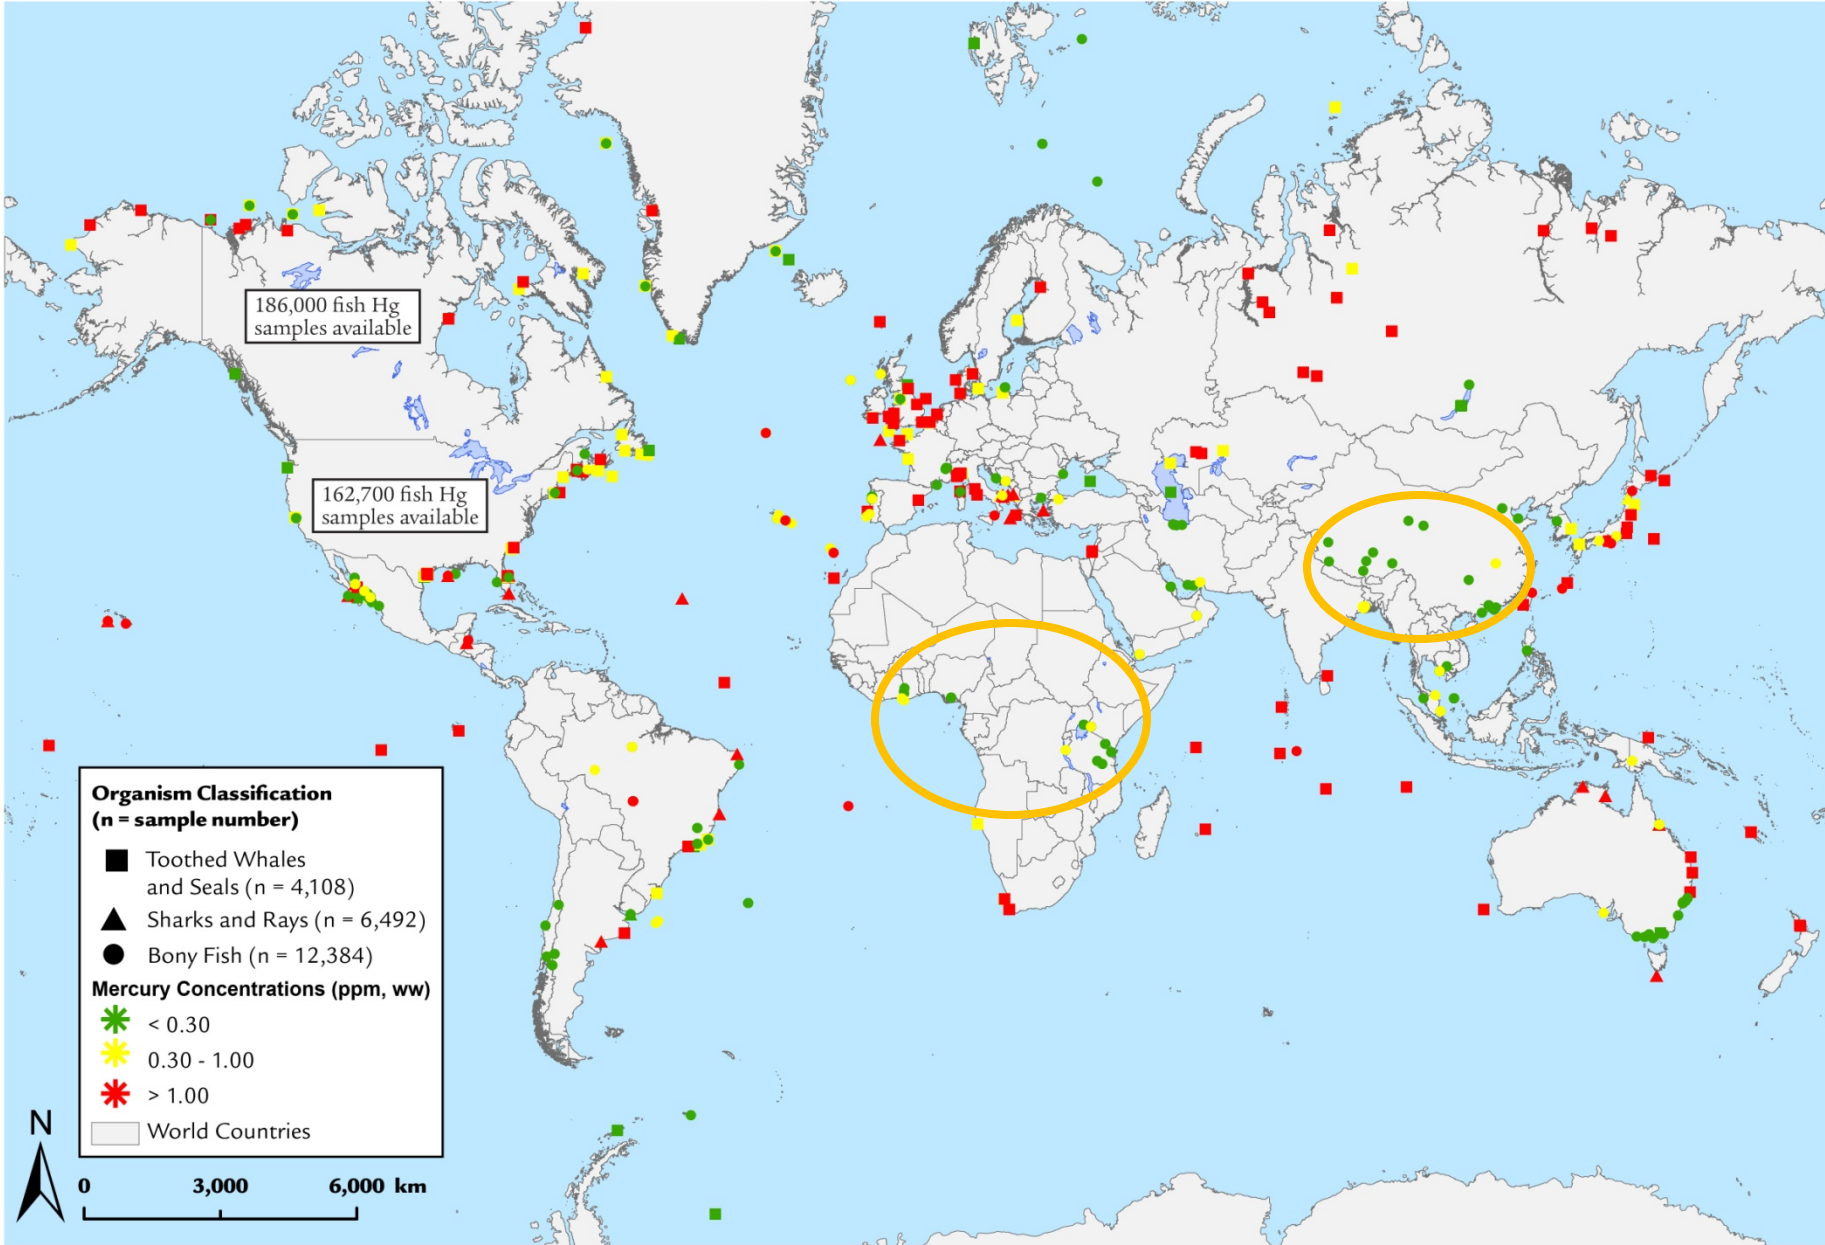 186,000 fish Hg
samples available
162,700 fish Hg
samples available
Organism Classification
(n = sample number)
Toothed Whales
and Seals (n = 4,108)
Sharks and Rays (n = 6,492)
Bony Fish (n = 12,384)
Mercury Concentrations (ppm, ww)
< 0.30
0.30 - 1.00
> 1.00
World Countries
N
0 3,000 6,000 km